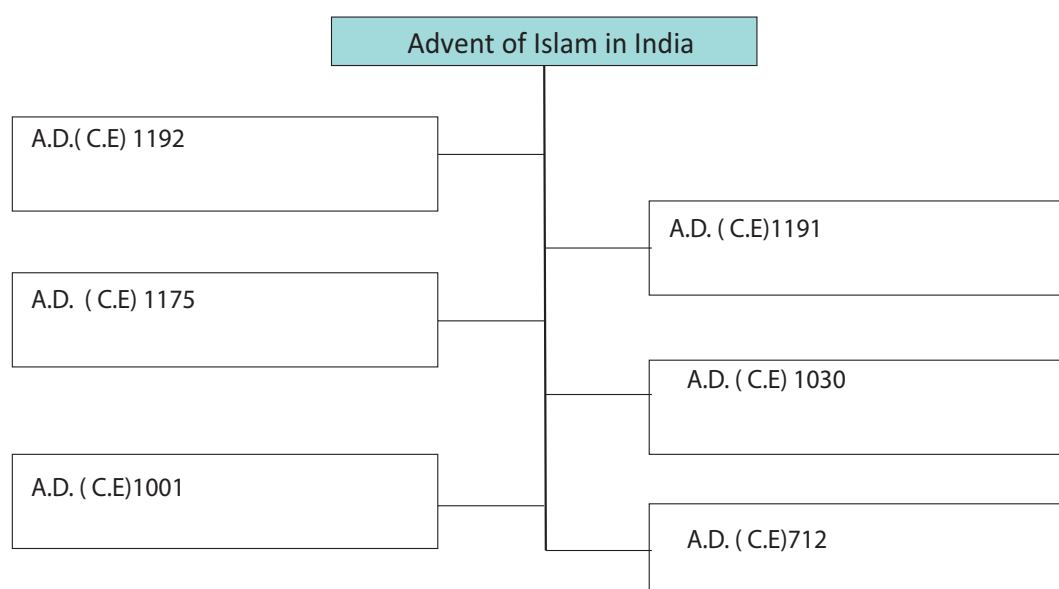 Advent of Islam in India
A.D.( C.E) 1192
A.D. ( C.E)1191
A.D. ( C.E) 1175
A.D. ( C.E) 1030
A.D. ( C.E)1001
A.D. ( C.E)712